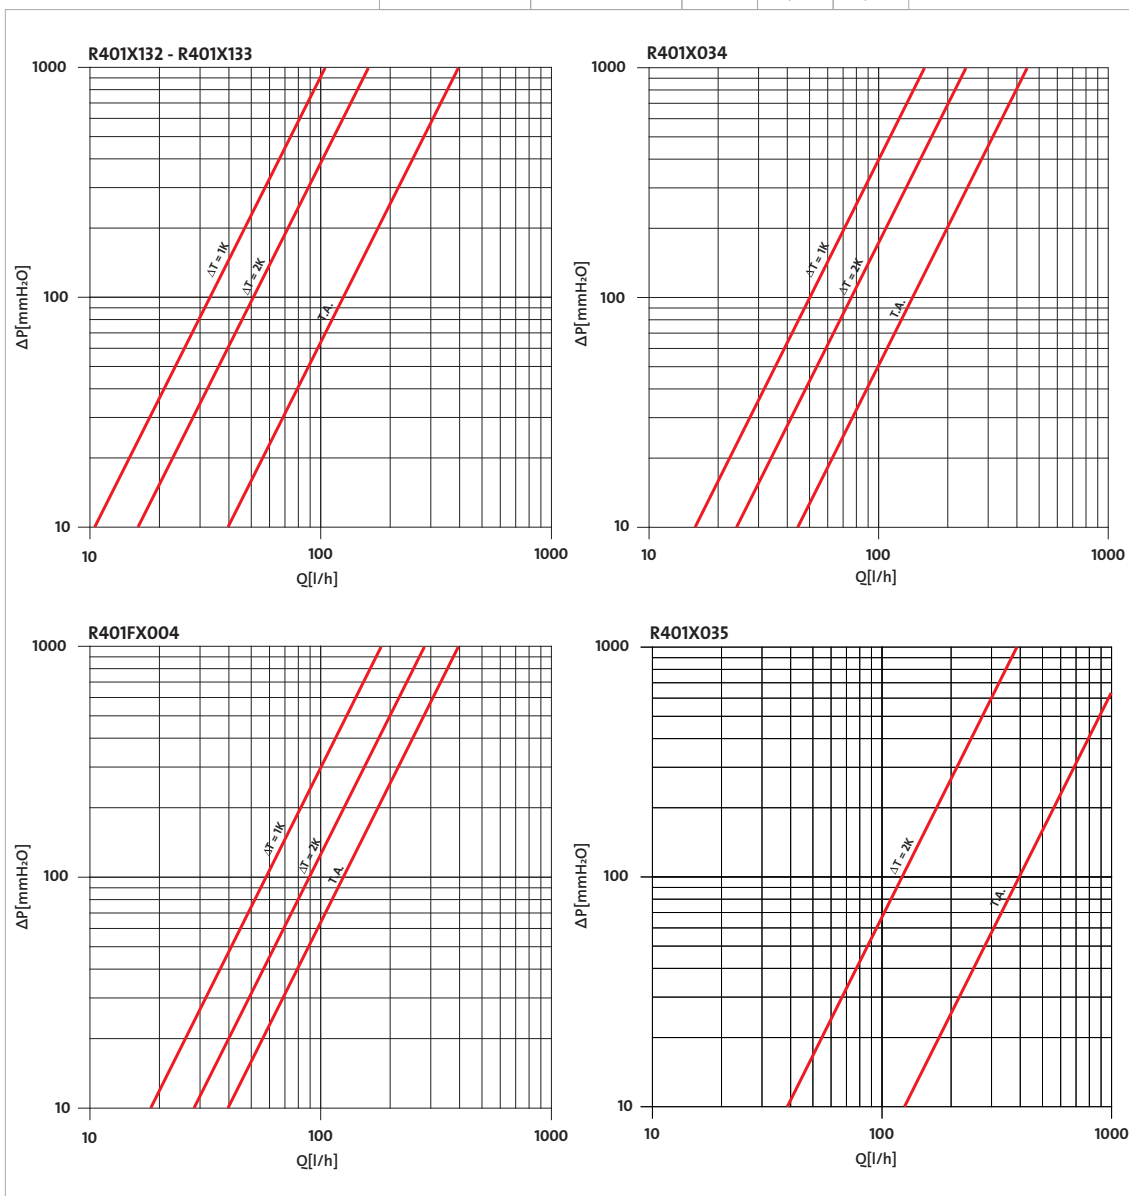 R401X132 - R401X133
1000
100
10
ΔP[mmH₂O]
ΔT = 1K
ΔT = 2K
T.A.
10
100
1000
Q[l/h]
R401X034
1000
100
10
ΔP[mmH₂O]
ΔT = 1K
ΔT = 2K
T.A.
10
100
1000
Q[l/h]
R401FX004
1000
100
10
ΔP[mmH₂O]
ΔT = 1K
ΔT = 2K
T.A.
10
100
1000
Q[l/h]
R401X035
1000
100
10
ΔP[mmH₂O]
ΔT = 2K
T.A.
10
100
1000
Q[l/h]